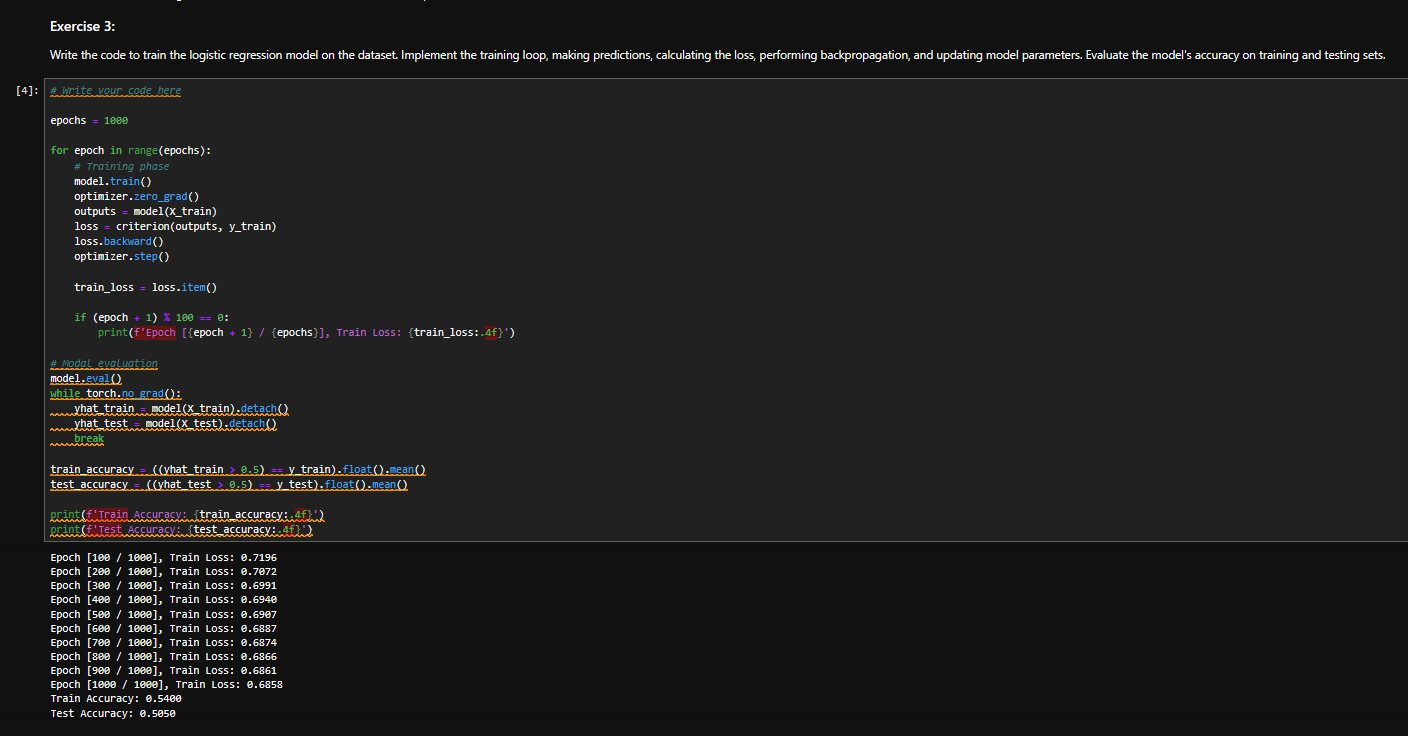 Exercise 3:
Write the code to train the logistic regression model on the dataset. Implement the training loop, making predictions, calculating the loss, performing backpropagation, and updating model parameters. Evaluate the model's accuracy on training and testing sets.
[4]:
# Write your code here
epochs = 1000
for epoch in range(epochs):
# Training phase
model.train()
optimizer.zero_grad()
outputs = model(X_train)
loss = criterion(outputs, y_train)
loss.backward()
optimizer.step()
train_loss = loss.item()
if (epoch + 1) % 100 == 0:
print(f'Epoch [{epoch + 1} / {epochs}], Train Loss: {train_loss:.4f}')
# Modal evaluation
model.eval()
while torch.no_grad():
yhat_train = model(X_train).detach()
yhat_test = model(X_test).detach()
break
train_accuracy = ((yhat_train > 0.5) == y_train).float().mean()
test_accuracy = ((yhat_test > 0.5) == y_test).float().mean()
print(f'Train Accuracy: {train_accuracy:.4f}')
print(f'Test Accuracy: {test_accuracy:.4f}')
Epoch [100 / 1000], Train Loss: 0.7196
Epoch [200 / 1000], Train Loss: 0.7072
Epoch [300 / 1000], Train Loss: 0.6991
Epoch [400 / 1000], Train Loss: 0.6940
Epoch [500 / 1000], Train Loss: 0.6907
Epoch [600 / 1000], Train Loss: 0.6887
Epoch [700 / 1000], Train Loss: 0.6874
Epoch [800 / 1000], Train Loss: 0.6866
Epoch [900 / 1000], Train Loss: 0.6861
Epoch [1000 / 1000], Train Loss: 0.6858
Train Accuracy: 0.5400
Test Accuracy: 0.5050